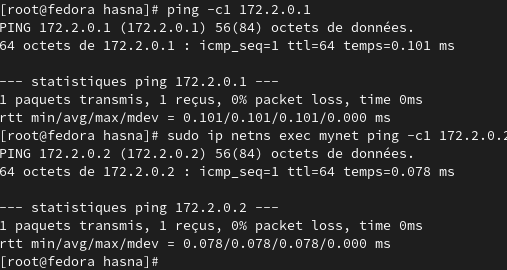 [root@fedora hasna]# ping -c1 172.2.0.1
PING 172.2.0.1 (172.2.0.1) 56(84) octets de données.
64 octets de 172.2.0.1 : icmp_seq=1 ttl=64 temps=0.101 ms

--- statistiques ping 172.2.0.1 ---
1 paquets transmis, 1 reçus, 0% packet loss, time 0ms
rtt min/avg/max/mdev = 0.101/0.101/0.101/0.000 ms
[root@fedora hasna]# sudo ip netns exec mynet ping -c1 172.2.0.2
PING 172.2.0.2 (172.2.0.2) 56(84) octets de données.
64 octets de 172.2.0.2 : icmp_seq=1 ttl=64 temps=0.078 ms

--- statistiques ping 172.2.0.2 ---
1 paquets transmis, 1 reçus, 0% packet loss, time 0ms
rtt min/avg/max/mdev = 0.078/0.078/0.078/0.000 ms
[root@fedora hasna]#